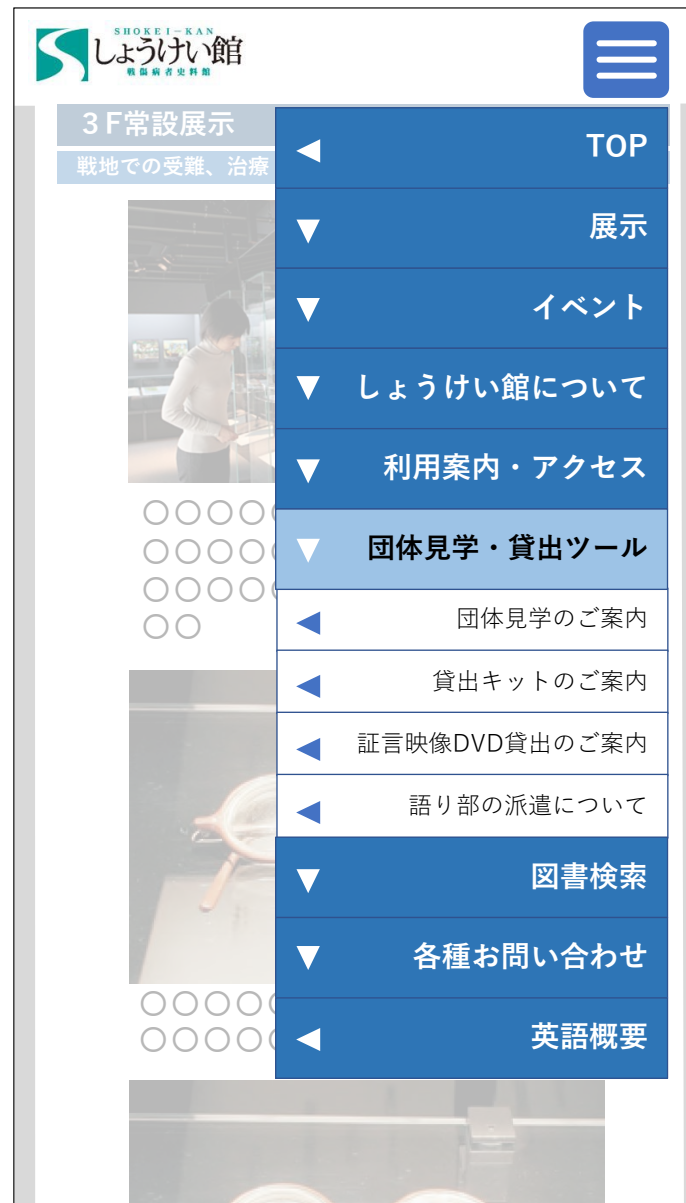 SHOKEI-KAN
しょうけい館
戦傷病者史料館
３F常設展示
戦地での受難、治療
◀ TOP
▼ 展示
▼ イベント
▼ しょうけい館について
▼ 利用案内・アクセス
▼ 団体見学・貸出ツール
◀ 団体見学のご案内
◀ 貸出キットのご案内
◀ 証言映像DVD貸出のご案内
◀ 語り部の派遣について
▼ 図書検索
▼ 各種お問い合わせ
◀ 英語概要
〇〇〇〇
〇〇〇〇
〇〇〇〇
〇〇
〇〇〇〇
〇〇〇〇